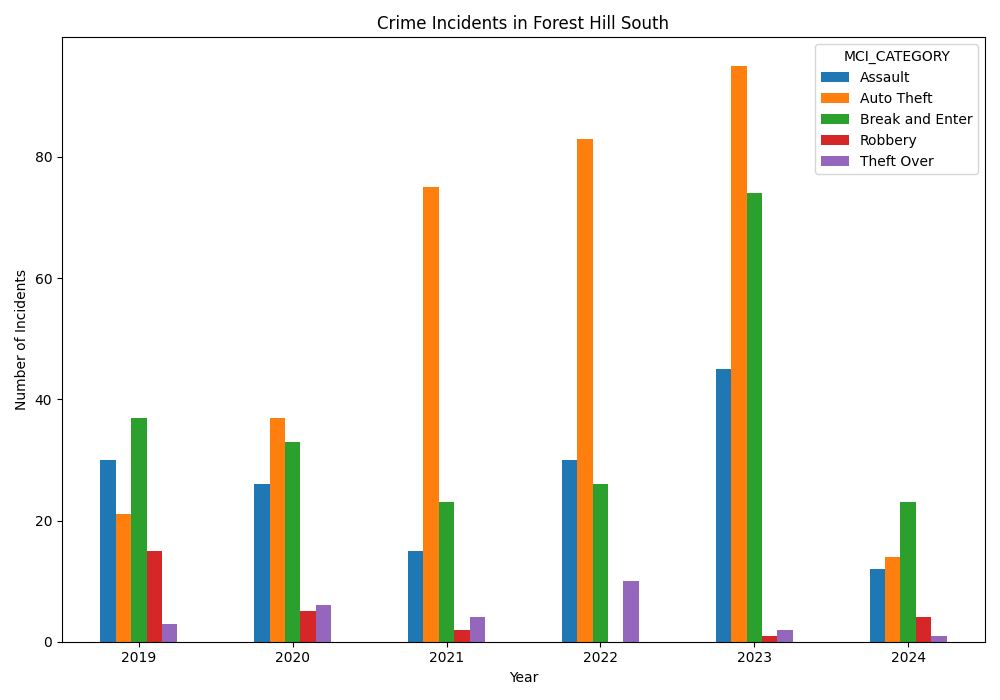 Crime Incidents in Forest Hill South
MCI_CATEGORY
Assault
Auto Theft
Break and Enter
Robbery
Theft Over
Number of Incidents
80
60
40
20
0
2019 2020 2021 2022 2023 2024
Year